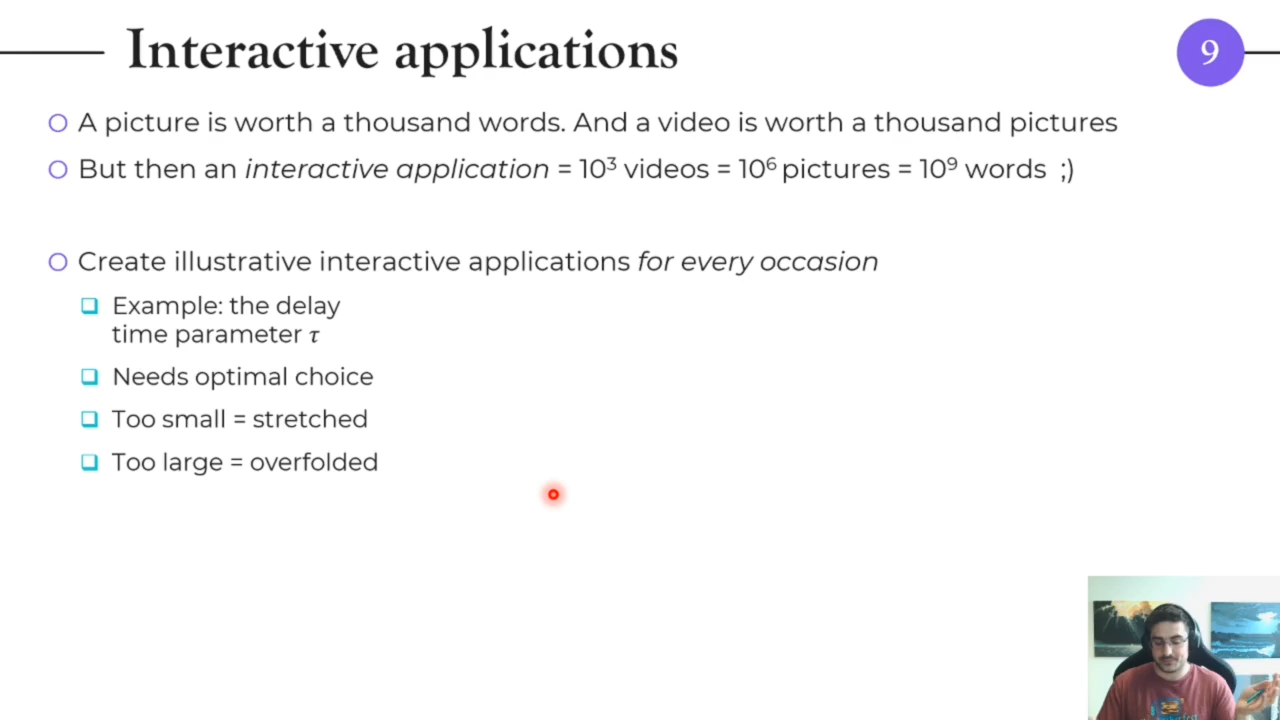 Interactive applications
9
A picture is worth a thousand words. And a video is worth a thousand pictures
But then an interactive application = 10³ videos = 10⁶ pictures = 10⁹ words ;)
Create illustrative interactive applications for every occasion
Example: the delay
time parameter τ
Needs optimal choice
Too small = stretched
Too large = overfolded